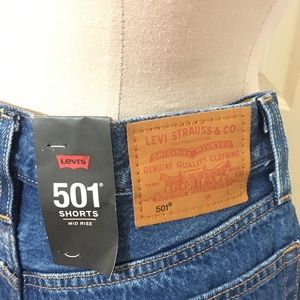 LEVI'S
501®
SHORTS
MID RISE
LEVI STRAUSS & CO.
ORIGINAL RIVETED
GENUINE QUALITY CLOTHING
501®